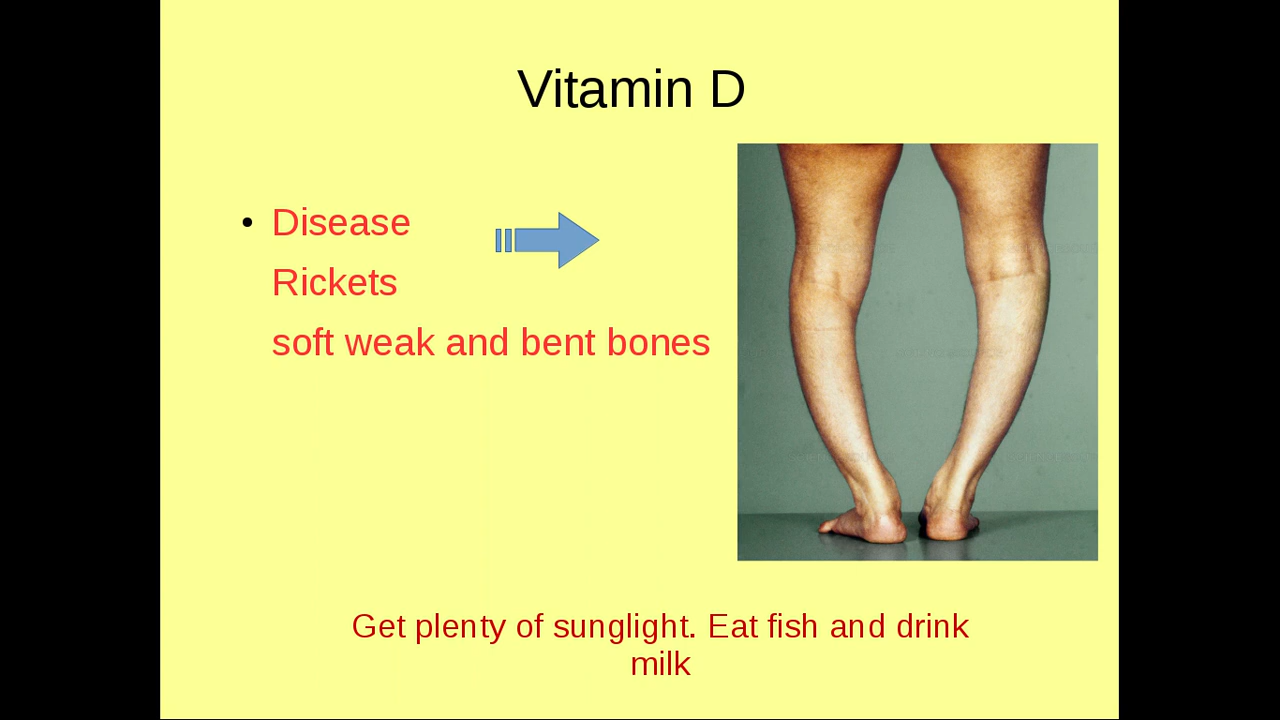 Vitamin D
• Disease
Rickets
soft weak and bent bones
Get plenty of sunglight. Eat fish and drink
milk